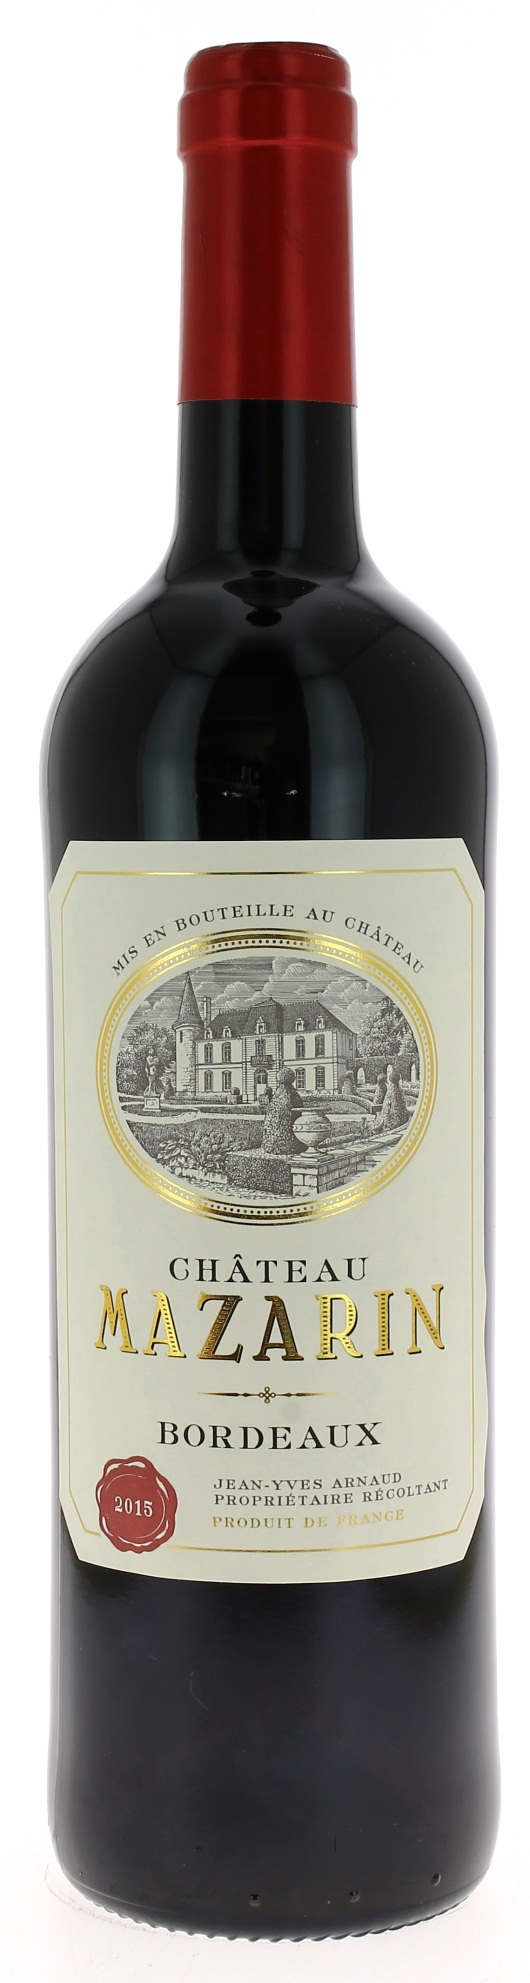 MIS EN BOUTEILLE AU CHÂTEAU
CHÂTEAU
MAZARIN
BORDEAUX
2015
JEAN-YVES ARNAUD
PROPRIÉTAIRE RÉCOLTANT
PRODUIT DE FRANCE